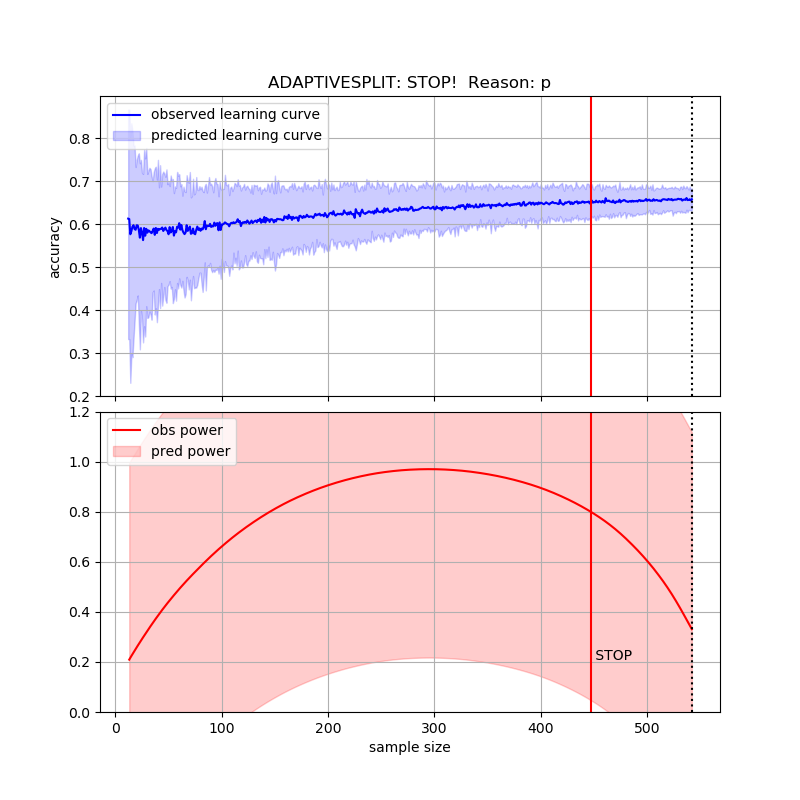 ADAPTIVESPLIT: STOP!  Reason: p
observed learning curve
predicted learning curve
accuracy
0.8
0.7
0.6
0.5
0.4
0.3
0.2
obs power
pred power
1.2
1.0
0.8
0.6
0.4
0.2
0.0
STOP
0 100 200 300 400 500
sample size